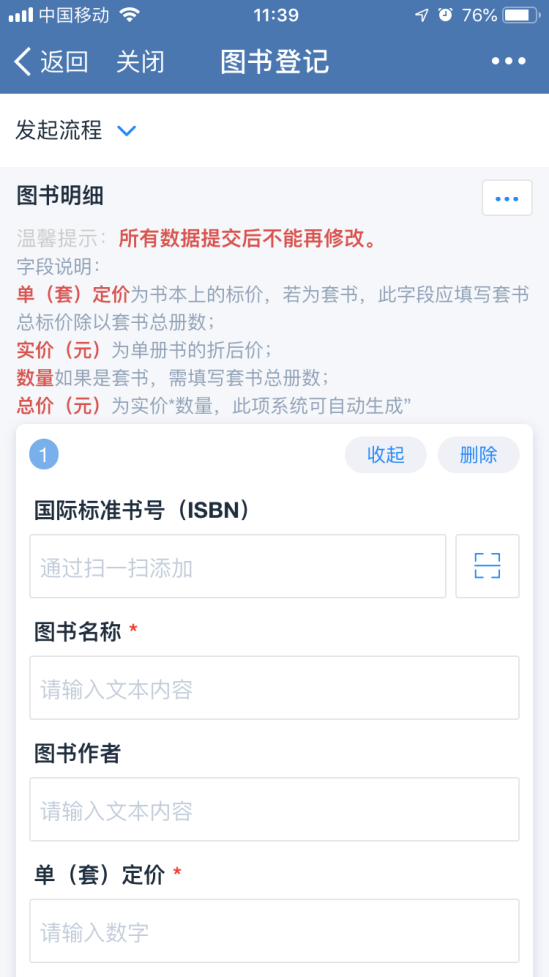 中国移动 11:39 76%
返回 关闭 图书登记
发起流程
图书明细
温馨提示：所有数据提交后不能再修改。
字段说明：
单（套）定价为书本上的标价，若为套书，此字段应填写套书
总标价除以套书总册数；
实价（元）为单册书的折后价；
数量如果是套书，需填写套书总册数；
总价（元）为实价*数量，此项系统可自动生成”
1 收起 删除
国际标准书号（ISBN）
通过扫一扫添加
图书名称 *
请输入文本内容
图书作者
请输入文本内容
单（套）定价 *
请输入数字